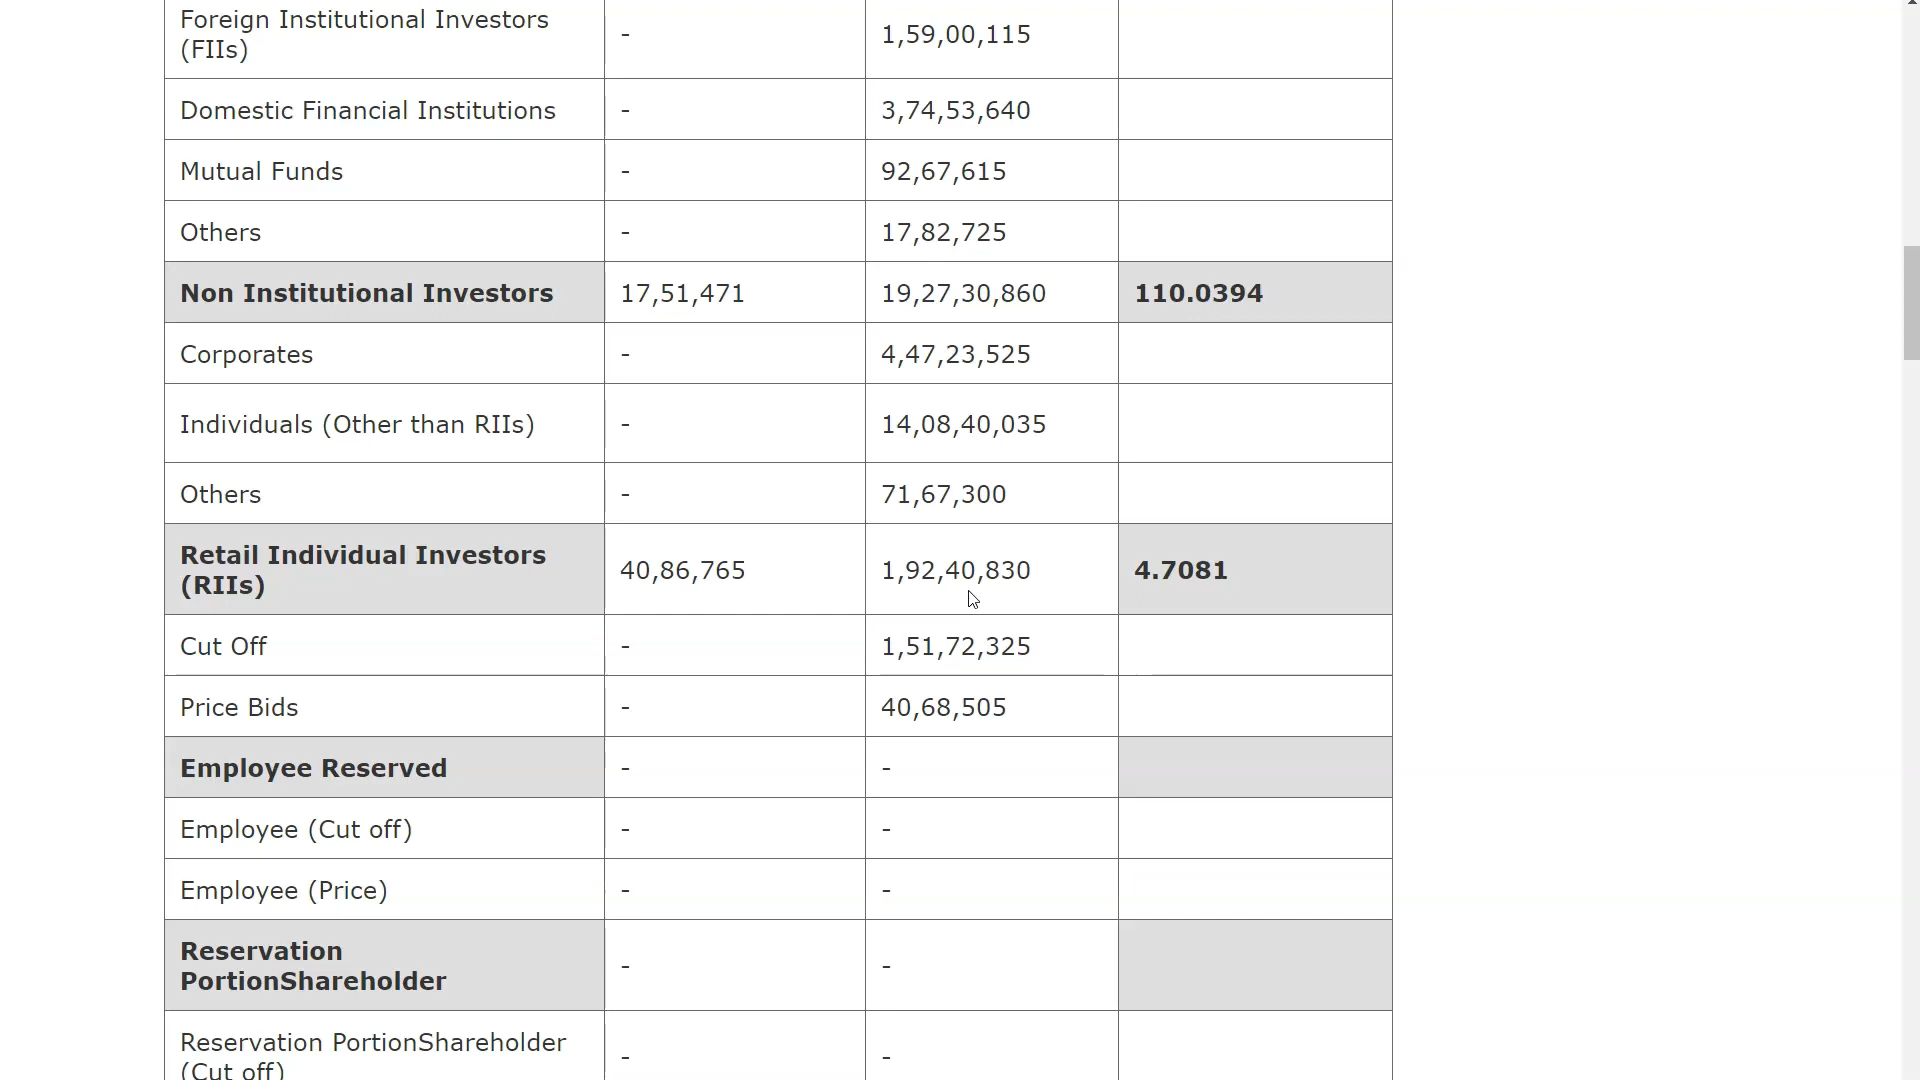 Foreign Institutional Investors
(FIIs) - 1,59,00,115
Domestic Financial Institutions - 3,74,53,640
Mutual Funds - 92,67,615
Others - 17,82,725
Non Institutional Investors 17,51,471 19,27,30,860 110.0394
Corporates - 4,47,23,525
Individuals (Other than RIIs) - 14,08,40,035
Others - 71,67,300
Retail Individual Investors
(RIIs) 40,86,765 1,92,40,830 4.7081
Cut Off - 1,51,72,325
Price Bids - 40,68,505
Employee Reserved - -
Employee (Cut off) - -
Employee (Price) - -
Reservation
PortionShareholder - -
Reservation PortionShareholder
(Cut off) - -